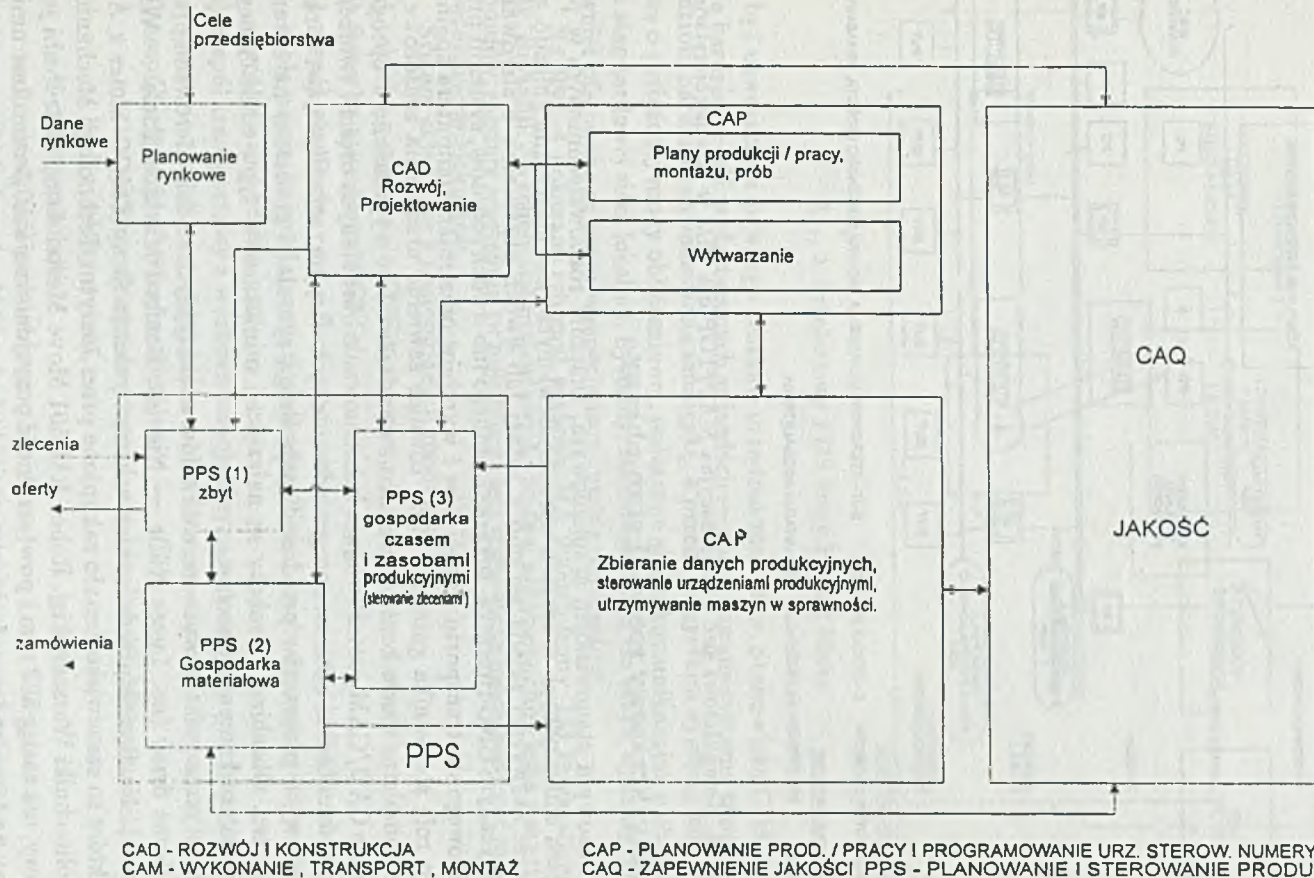 Cele
przedsiębiorstwa
Dane
rynkowe
Planowanie
rynkowe
CAD
Rozwój,
Projektowanie
CAP
Plany produkcji / pracy,
montażu, prób
Wytwarzanie
CAQ
JAKOŚĆ
zlecenia
oferty
zamówienia
PPS (1)
zbyt
PPS (2)
Gospodarka
materiałowa
PPS (3)
gospodarka
czasem
i zasobami
produkcyjnymi
(sterowanie zleceniami)
PPS
CAP
Zbieranie danych produkcyjnych,
sterowanie urządzeniami produkcyjnymi,
utrzymywanie maszyn w sprawności.
CAD - ROZWÓJ I KONSTRUKCJA
CAM - WYKONANIE , TRANSPORT , MONTAŻ
CAP - PLANOWANIE PROD. / PRACY I PROGRAMOWANIE URZ. STEROW. NUMERY
CAQ - ZAPEWNIENIE JAKOŚCI PPS - PLANOWANIE I STEROWANIE PRODU